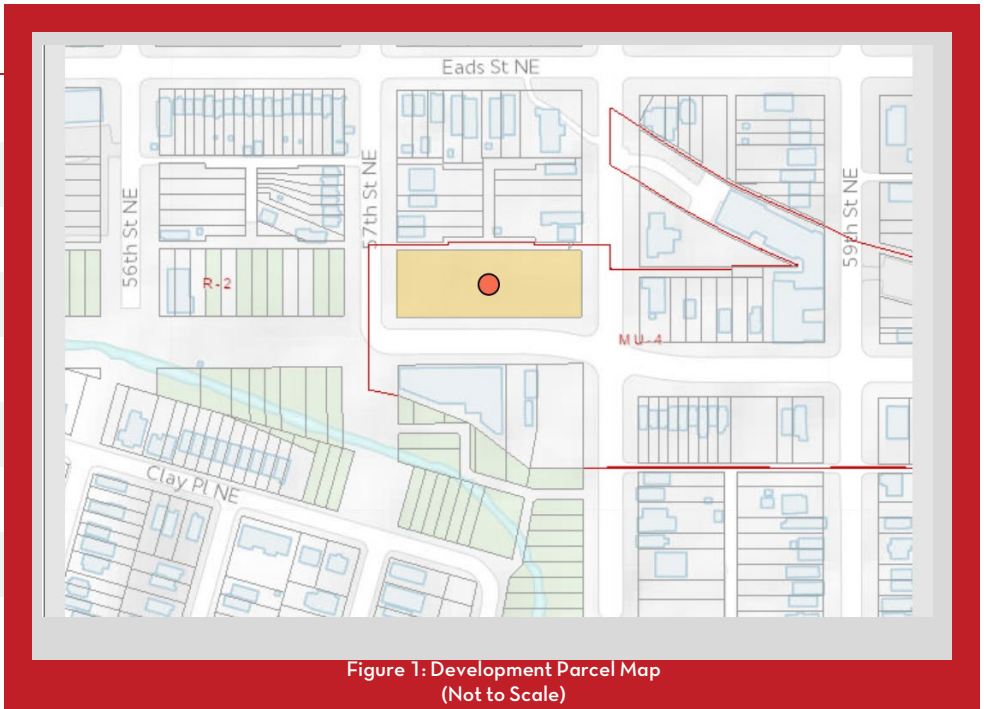 Eads St NE
56th St NE
57th St NE
59th St NE
R-2
MU-4
Clay Pl NE
Figure 1: Development Parcel Map
(Not to Scale)